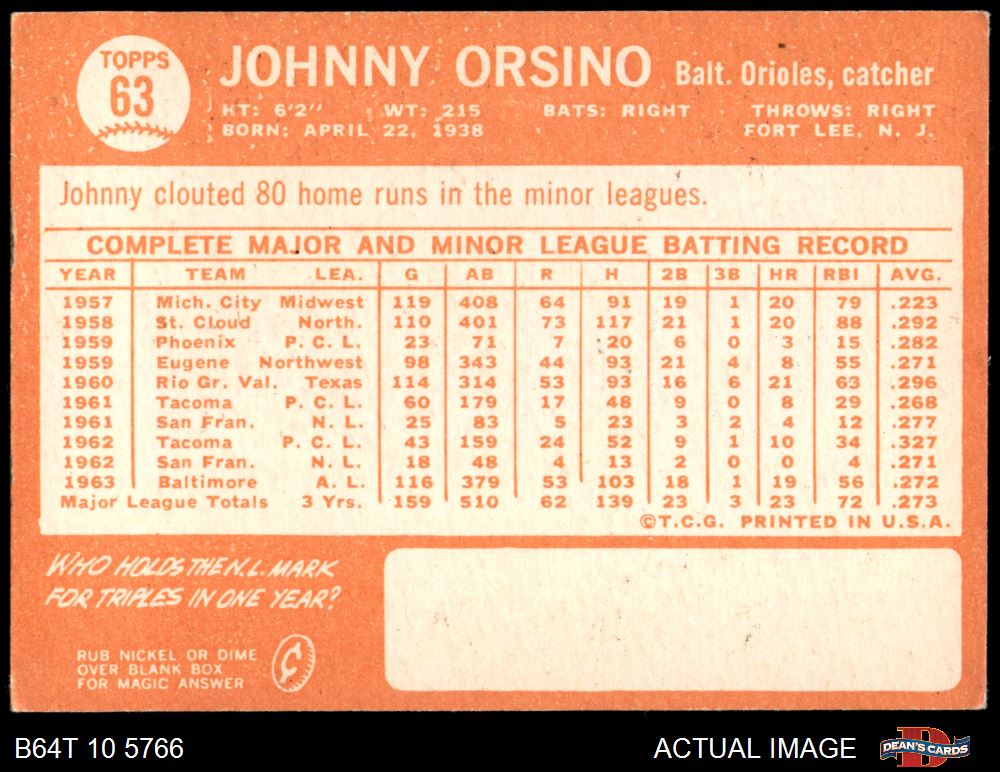 TOPPS
63
JOHNNY ORSINO Balt. Orioles, catcher
HT: 6'2" WT: 215 BATS: RIGHT THROWS: RIGHT
BORN: APRIL 22, 1938 FORT LEE, N. J.
Johnny clouted 80 home runs in the minor leagues.
COMPLETE MAJOR AND MINOR LEAGUE BATTING RECORD
YEAR TEAM LEA. G AB R H 2B 3B HR RBI AVG.
1957 Mich. City Midwest 119 408 64 91 19 1 20 79 .223
1958 St. Cloud North. 110 401 73 117 21 1 20 88 .292
1959 Phoenix P. C. L. 23 71 7 20 6 0 3 15 .282
1959 Eugene Northwest 98 343 44 93 21 4 8 55 .271
1960 Rio Gr. Val. Texas 114 314 53 93 16 6 21 63 .296
1961 Tacoma P. C. L. 60 179 17 48 9 0 8 29 .268
1961 San Fran. N. L. 25 83 5 23 3 2 4 12 .277
1962 Tacoma P. C. L. 43 159 24 52 9 1 10 34 .327
1962 San Fran. N. L. 18 48 4 13 2 0 0 4 .271
1963 Baltimore A. L. 116 379 53 103 18 1 19 56 .272
Major League Totals 3 Yrs. 159 510 62 139 23 3 23 72 .273
©T.C.G. PRINTED IN U.S.A.
WHO HOLDS THE N.L. MARK
FOR TRIPLES IN ONE YEAR?
RUB NICKEL OR DIME
OVER BLANK BOX
FOR MAGIC ANSWER
¢
B64T 10 5766 ACTUAL IMAGE DEAN'S CARDS